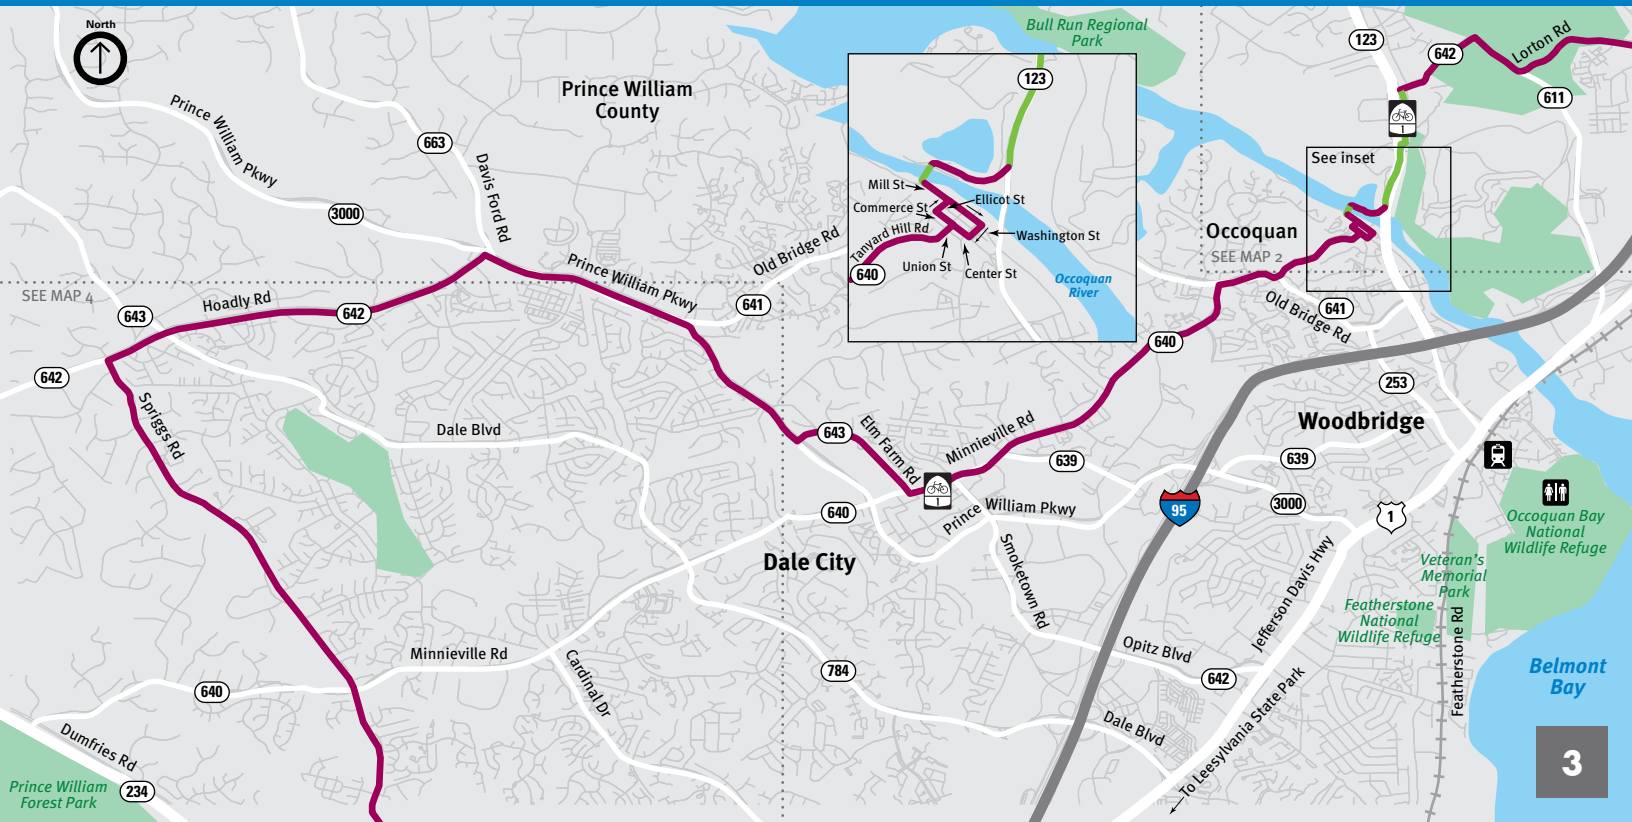 North
Bull Run Regional
Park
123
642
Lorton Rd
611
1
123
Prince William
County
Prince William Pkwy
663
Davis Ford Rd
3000
See inset
Mill St
Commerce St
Ellicot St
Tanyard Hill Rd
Washington St
Union St
Center St
640
Occoquan
River
Occoquan
SEE MAP 2
Old Bridge Rd
641
Prince William Pkwy
SEE MAP 4
Hoadly Rd
642
643
642
Spriggs Rd
Old Bridge Rd
641
640
253
Woodbridge
Dale Blvd
643
Elm Farm Rd
Minnieville Rd
639
639
1
640
Prince William Pkwy
95
3000
1
Dale City
Smoketown Rd
Jefferson Davis Hwy
Occoquan Bay
National
Wildlife Refuge
Veteran's
Memorial
Park
Featherstone
National
Wildlife Refuge
Featherstone Rd
Minnieville Rd
Cardinal Dr
784
Opitz Blvd
642
Belmont
Bay
640
Dumfries Rd
Dale Blvd
To Leesylvania State Park
Prince William
Forest Park
234
3